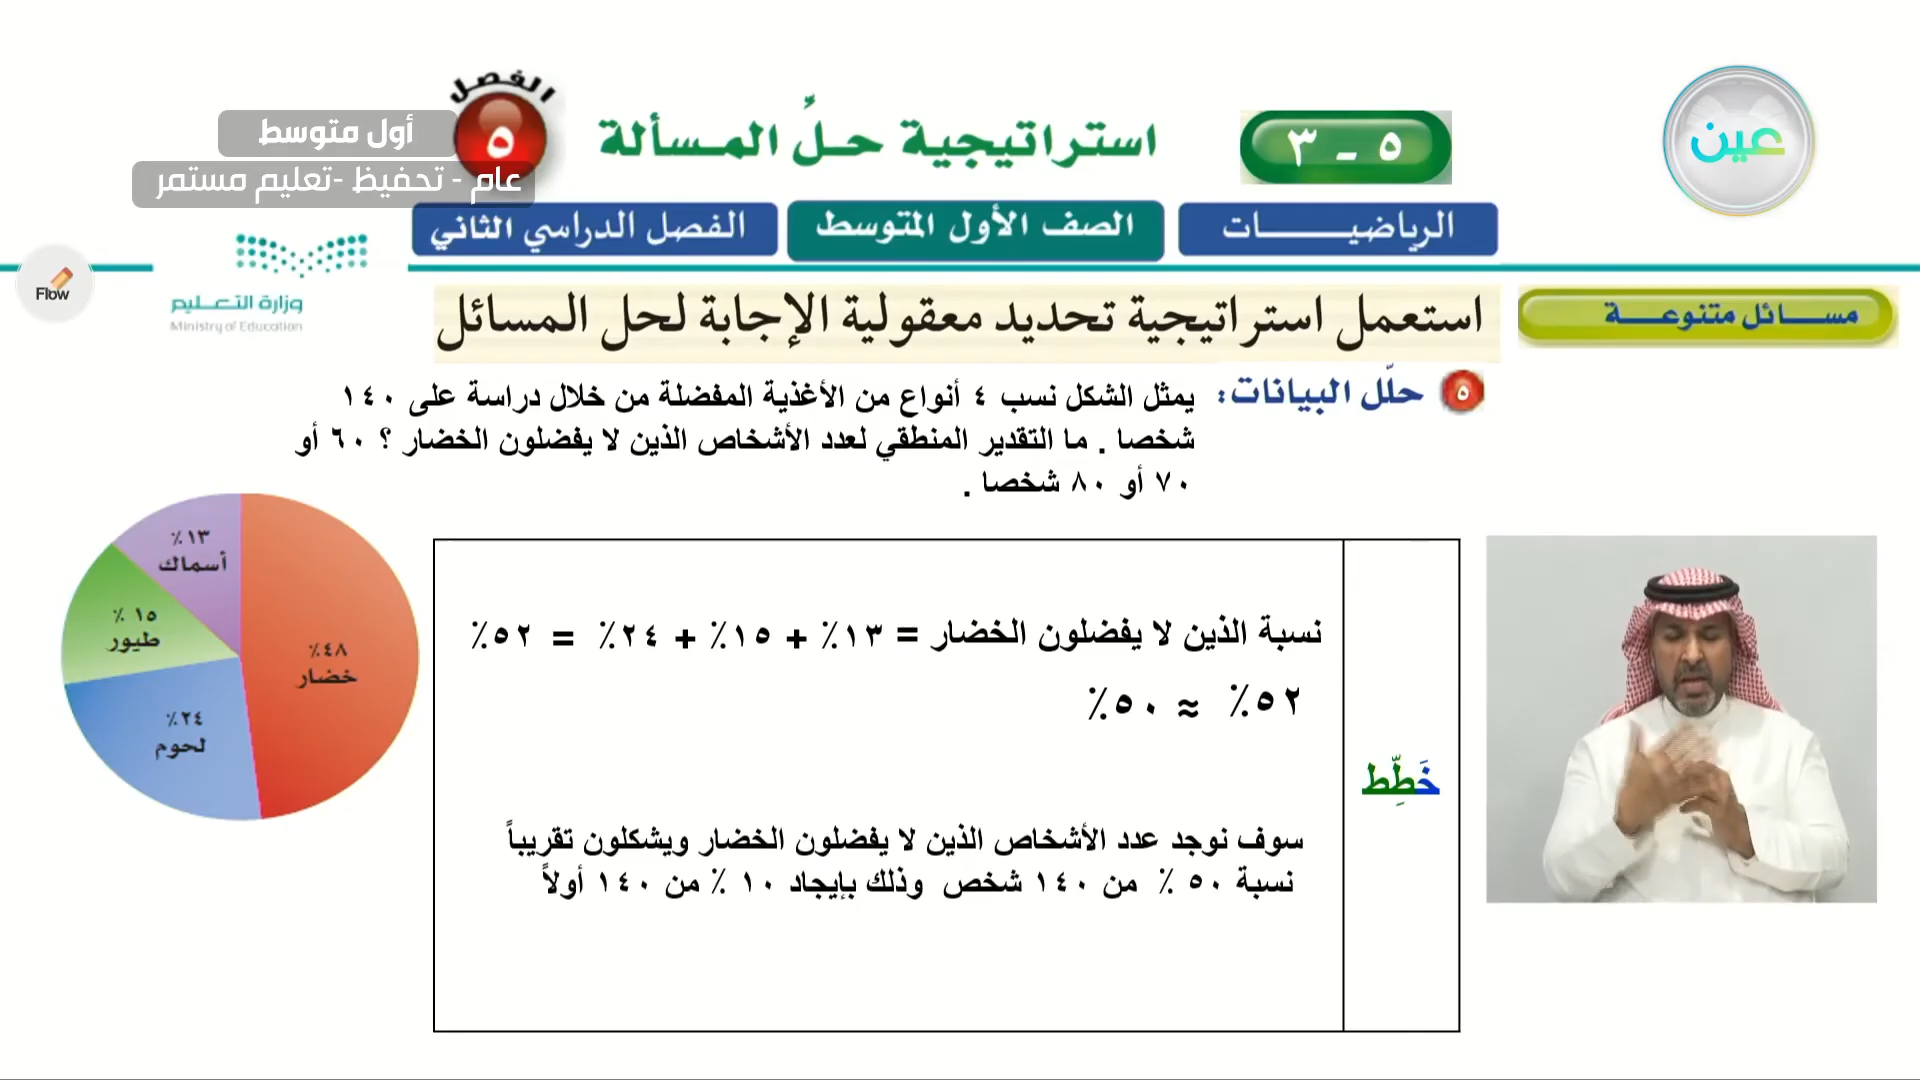 الفصل
٥
استراتيجية حلِّ المسألة
٥ - ٣
عين
أول متوسط
عام - تحفيظ -تعليم مستمر
الرياضيـــات
الصف الأول المتوسط
الفصل الدراسي الثاني
Flow
وزارة التعـلـيم
Ministry of Education
مسـائل متنوعـة
استعمل استراتيجية تحديد معقولية الإجابة لحل المسائل
٥ حلّل البيانات: يمثل الشكل نسب ٤ أنواع من الأغذية المفضلة من خلال دراسة على ١٤٠
شخصا . ما التقدير المنطقي لعدد الأشخاص الذين لا يفضلون الخضار ؟ ٦٠ أو
٧٠ أو ٨٠ شخصا .
١٣٪
أسماك
١٥ ٪
طيور
٤٨٪
خضار
٢٤٪
لحوم
خَطِّط
نسبة الذين لا يفضلون الخضار = ١٣٪ + ١٥٪ + ٢٤٪ = ٥٢٪
٥٢٪ ≈ ٥٠٪
سوف نوجد عدد الأشخاص الذين لا يفضلون الخضار ويشكلون تقريباً
نسبة ٥٠ ٪ من ١٤٠ شخص وذلك بإيجاد ١٠ ٪ من ١٤٠ أولاً